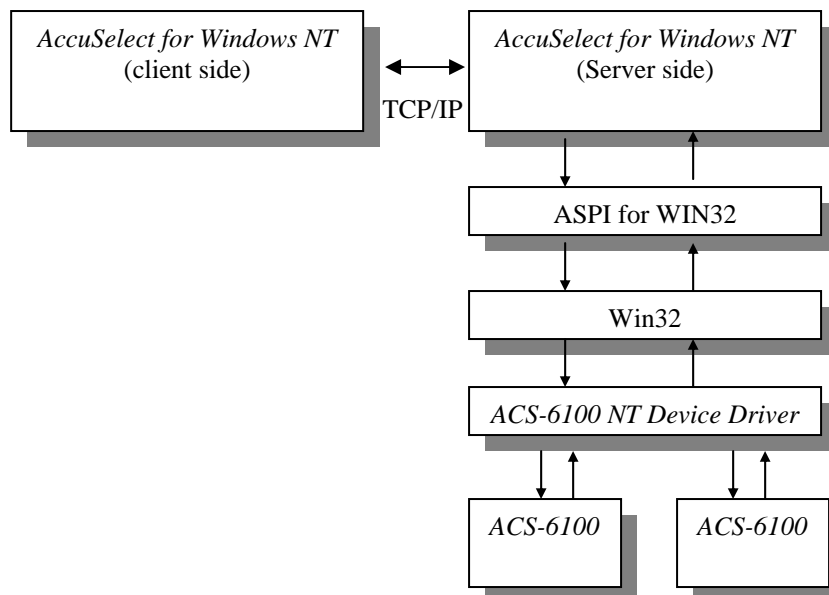 AccuSelect for Windows NT
(client side)
TCP/IP
AccuSelect for Windows NT
(Server side)
ASPI for WIN32
Win32
ACS-6100 NT Device Driver
ACS-6100
ACS-6100